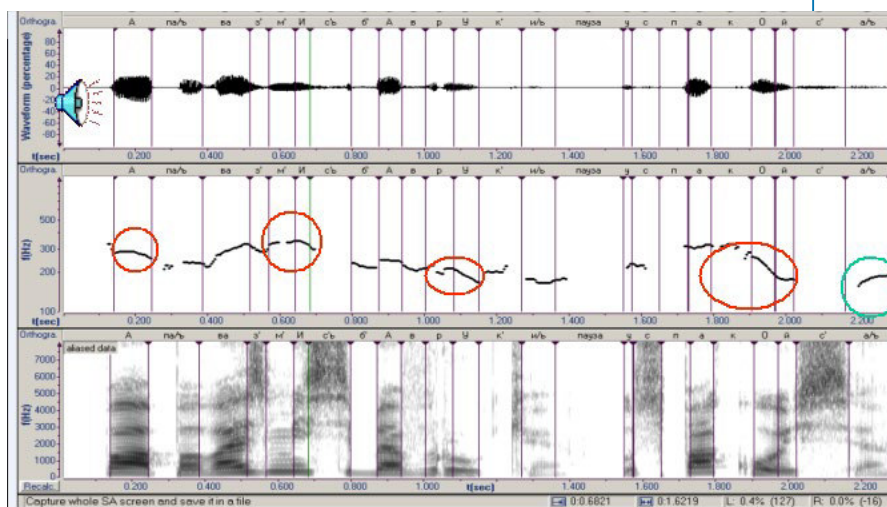 Orthogra. А па/ь ва з' м' И с'ь б' А в р У к' н/ь пауза у с п а к О й с' а/ь
Waveform (percentage)
80
60
40
20
0
-20
-40
-60
-80
t(sec) 0.200 0.400 0.600 0.800 1.000 1.200 1.400 1.600 1.800 2.000 2.200
Orthogra. А па/ь ва з' м' И с'ь б' А в р У к' н/ь пауза у с п а к О й с' а/ь
f(Hz)
500
300
200
100
t(sec) 0.200 0.400 0.600 0.800 1.000 1.200 1.400 1.600 1.800 2.000 2.200
Orthogra. А па/ь ва з' м' И с'ь б' А в р У к' н/ь пауза у с п а к О й с' а/ь
aliased data
f(Hz)
7000
6000
5000
4000
3000
2000
1000
0
Recalc. t(sec) 0.200 0.400 0.600 0.800 1.000 1.200 1.400 1.600 1.800 2.000 2.200
Capture whole SA screen and save it in a file 0:0.6821 0:1.6219 L: 0.4% (127) R: 0.0% (-16)